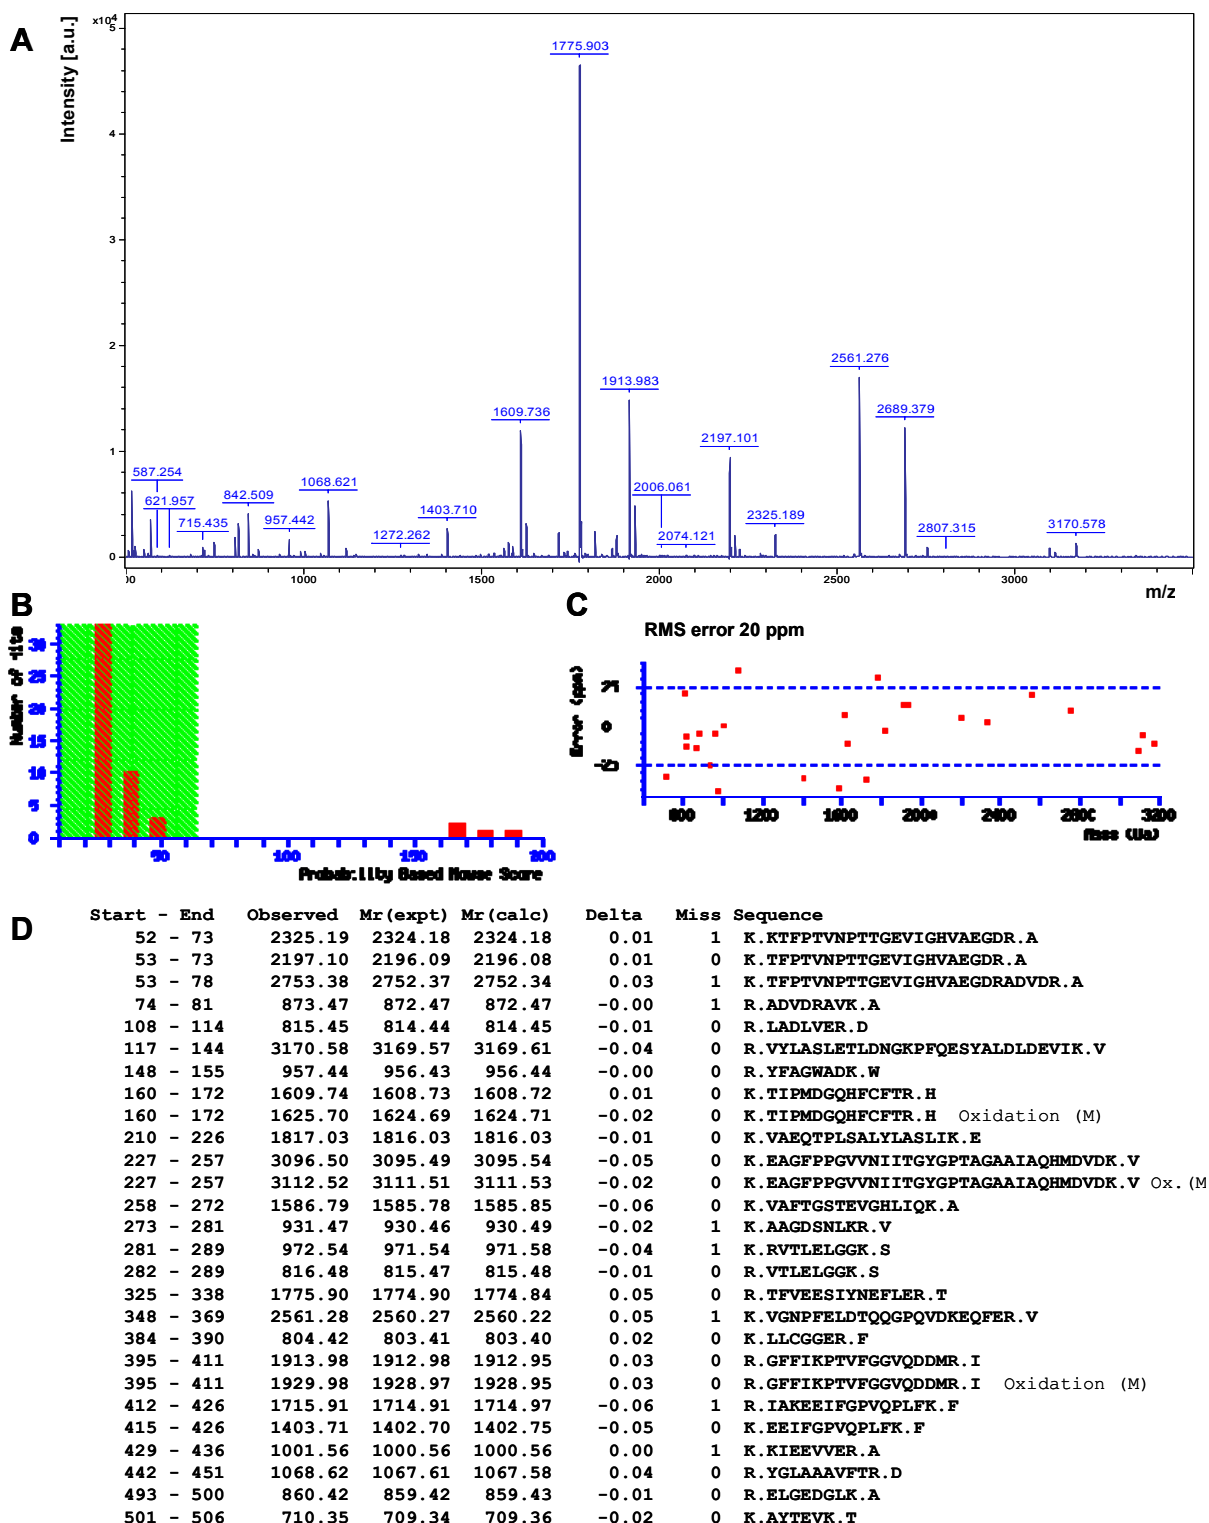 A
Intensity [a.u.]
x10⁴
5
4
3
2
1
0
1775.903
2561.276
1913.983
2689.379
1609.736
2197.101
587.254
1068.621
2006.061
842.509
621.957
1403.710
2325.189
715.435
957.442
1272.262
2074.121
2807.315
3170.578
1000
1500
2000
2500
3000
m/z
B
Number of Hits
30
25
20
15
10
5
0
50
100
150
200
Probability Based Mowse Score
C
RMS error 20 ppm
Error (ppm)
25
0
-25
800
1200
1600
2000
2400
2800
3200
Mass (Da)
D
Start - End Observed Mr(expt) Mr(calc) Delta Miss Sequence
52 - 73 2325.19 2324.18 2324.18 0.01 1 K.KTFPTVNPTTGEVIGHVAEGDR.A
53 - 73 2197.10 2196.09 2196.08 0.01 0 K.TFPTVNPTTGEVIGHVAEGDR.A
53 - 78 2753.38 2752.37 2752.34 0.03 1 K.TFPTVNPTTGEVIGHVAEGDRADVDR.A
74 - 81 873.47 872.47 872.47 -0.00 1 R.ADVDRAVK.A
108 - 114 815.45 814.44 814.45 -0.01 0 R.LADLVER.D
117 - 144 3170.58 3169.57 3169.61 -0.04 0 R.VYLASLETLDNGKPFQESYALDLDEVIK.V
148 - 155 957.44 956.43 956.44 -0.00 0 R.YFAGWADK.W
160 - 172 1609.74 1608.73 1608.72 0.01 0 K.TIPMDGQHFCFTR.H
160 - 172 1625.70 1624.69 1624.71 -0.02 0 K.TIPMDGQHFCFTR.H Oxidation (M)
210 - 226 1817.03 1816.03 1816.03 -0.01 0 K.VAEQTPLSALYLASLIK.E
227 - 257 3096.50 3095.49 3095.54 -0.05 0 K.EAGFPPGVVNIITGYGPTAGAAIAQHMDVDK.V
227 - 257 3112.52 3111.51 3111.53 -0.02 0 K.EAGFPPGVVNIITGYGPTAGAAIAQHMDVDK.V Ox.(M
258 - 272 1586.79 1585.78 1585.85 -0.06 0 K.VAFTGSTEVGHLIQK.A
273 - 281 931.47 930.46 930.49 -0.02 1 K.AAGDSNLKR.V
281 - 289 972.54 971.54 971.58 -0.04 1 K.RVTLELGGK.S
282 - 289 816.48 815.47 815.48 -0.01 0 R.VTLELGGK.S
325 - 338 1775.90 1774.90 1774.84 0.05 0 R.TFVEESIYNEFLER.T
348 - 369 2561.28 2560.27 2560.22 0.05 1 K.VGNPFELDTQQGPQVDKEQFER.V
384 - 390 804.42 803.41 803.40 0.02 0 K.LLCGGER.F
395 - 411 1913.98 1912.98 1912.95 0.03 0 R.GFFIKPTVFGGVQDDMR.I
395 - 411 1929.98 1928.97 1928.95 0.03 0 R.GFFIKPTVFGGVQDDMR.I Oxidation (M)
412 - 426 1715.91 1714.91 1714.97 -0.06 1 R.IAKEEIFGPVQPLFK.F
415 - 426 1403.71 1402.70 1402.75 -0.05 0 K.EEIFGPVQPLFK.F
429 - 436 1001.56 1000.56 1000.56 0.00 1 K.KIEEVVER.A
442 - 451 1068.62 1067.61 1067.58 0.04 0 R.YGLAAAVFTR.D
493 - 500 860.42 859.42 859.43 -0.01 0 R.ELGEDGLK.A
501 - 506 710.35 709.34 709.36 -0.02 0 K.AYTEVK.T